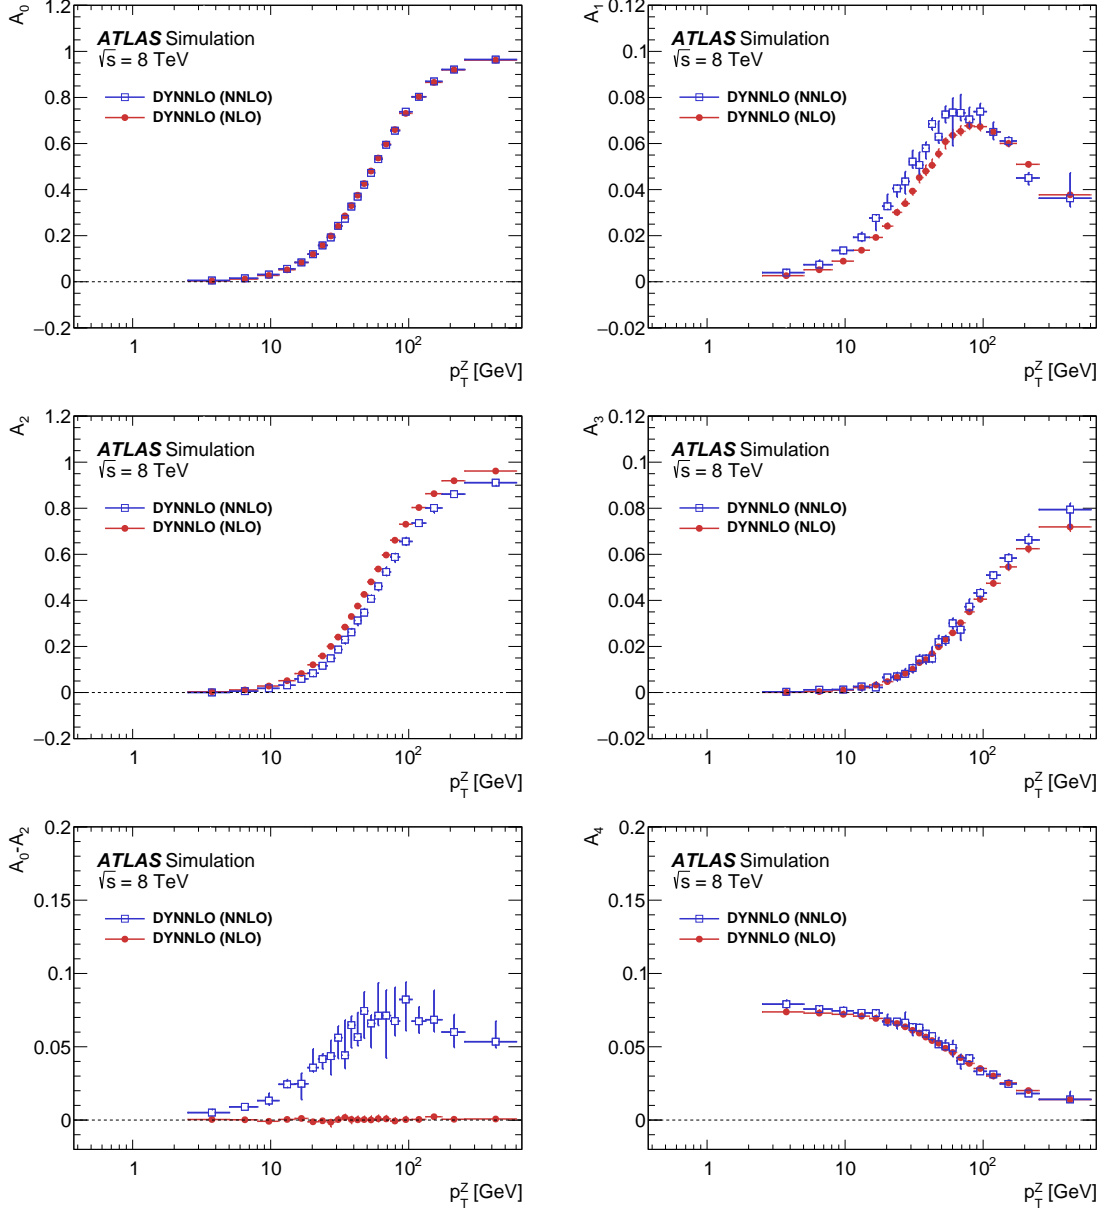 A0
1.2
1
0.8
0.6
0.4
0.2
0
−0.2
ATLAS Simulation
√s = 8 TeV
DYNNLO (NNLO)
DYNNLO (NLO)
1
10
10²
pTZ [GeV]
A1
0.12
0.1
0.08
0.06
0.04
0.02
0
−0.02
ATLAS Simulation
√s = 8 TeV
DYNNLO (NNLO)
DYNNLO (NLO)
1
10
10²
pTZ [GeV]
A2
1.2
1
0.8
0.6
0.4
0.2
0
−0.2
ATLAS Simulation
√s = 8 TeV
DYNNLO (NNLO)
DYNNLO (NLO)
1
10
10²
pTZ [GeV]
A3
0.12
0.1
0.08
0.06
0.04
0.02
0
−0.02
ATLAS Simulation
√s = 8 TeV
DYNNLO (NNLO)
DYNNLO (NLO)
1
10
10²
pTZ [GeV]
A0-A2
0.2
0.15
0.1
0.05
0
ATLAS Simulation
√s = 8 TeV
DYNNLO (NNLO)
DYNNLO (NLO)
1
10
10²
pTZ [GeV]
A4
0.2
0.15
0.1
0.05
0
ATLAS Simulation
√s = 8 TeV
DYNNLO (NNLO)
DYNNLO (NLO)
1
10
10²
pTZ [GeV]